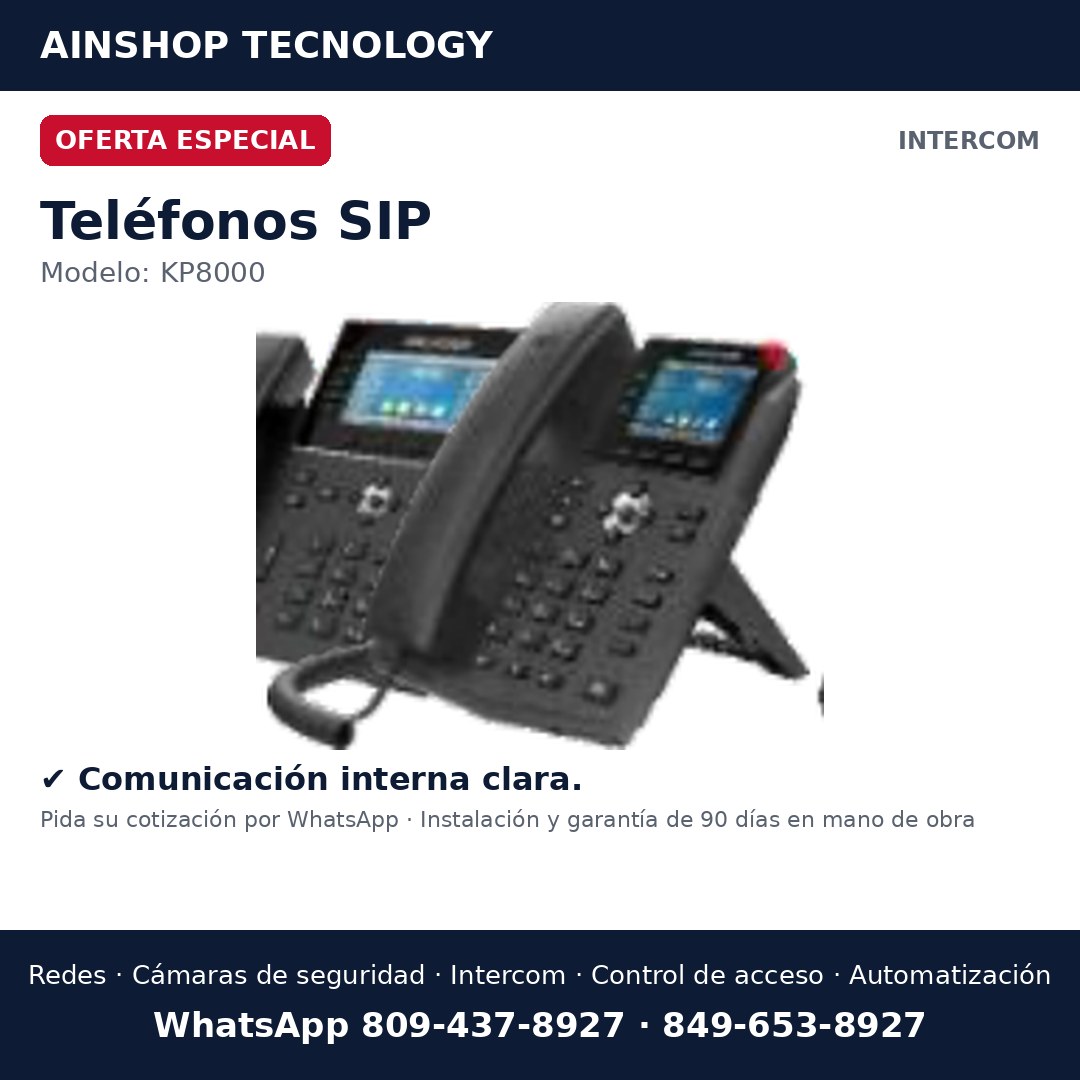 AINSHOP TECNOLOGY
OFERTA ESPECIAL
INTERCOM
Teléfonos SIP
Modelo: KP8000
✔ Comunicación interna clara.
Pida su cotización por WhatsApp · Instalación y garantía de 90 días en mano de obra
Redes · Cámaras de seguridad · Intercom · Control de acceso · Automatización
WhatsApp 809-437-8927 · 849-653-8927